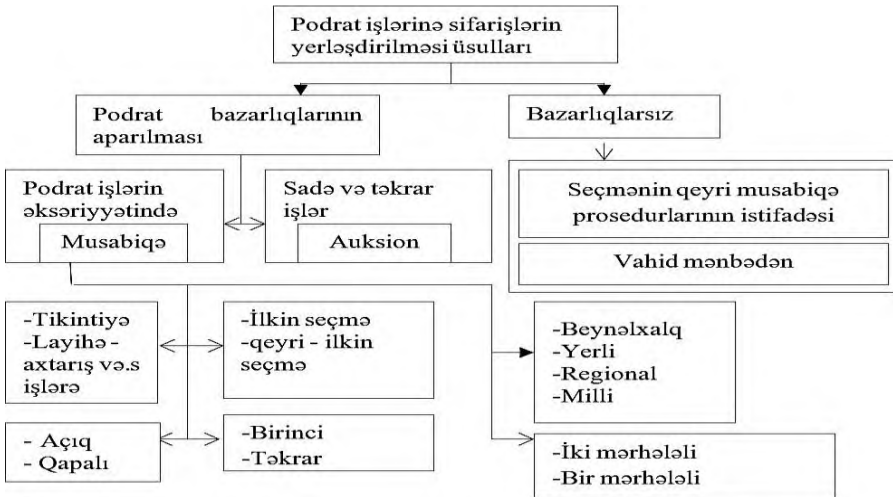 Podrat işlərinə sifarişlərin
yerləşdirilməsi üsulları
Podrat bazarlıqlarının
aparılması
Bazarlıqlarsız
Podrat işlərin
əksəriyyətində
Musabiqə
Sadə və təkrar
işlər
Auksion
Seçmənin qeyri musabiqə
prosedurlarının istifadəsi
Vahid mənbədən
-Tikintiyə
-Layihə -
axtarış və.s
işlərə
-İlkin seçmə
-qeyri - ilkin
seçmə
-Beynəlxalq
-Yerli
-Regional
-Milli
- Açıq
- Qapalı
-Birinci
-Təkrar
-İki mərhələli
-Bir mərhələli